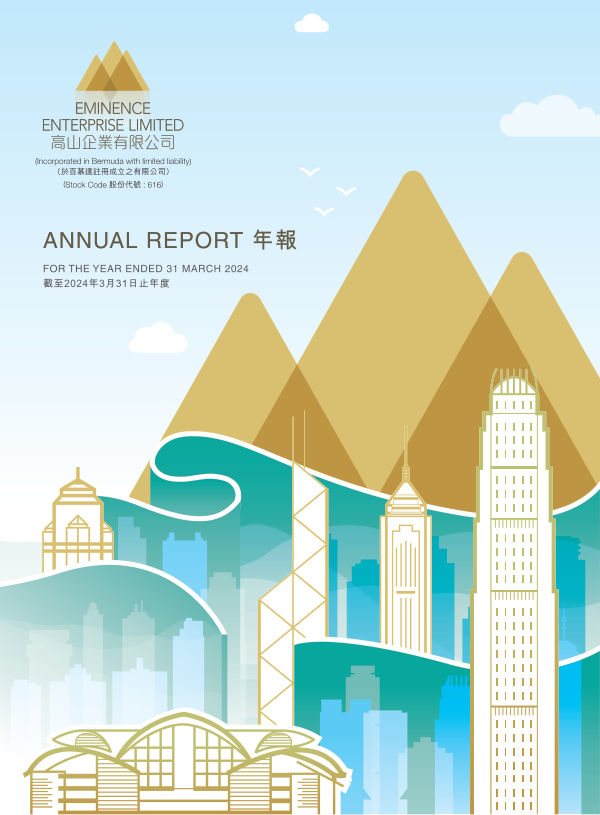 EMINENCE
ENTERPRISE LIMITED
高山企業有限公司
(Incorporated in Bermuda with limited liability)
(於百慕達註冊成立之有限公司)
(Stock Code 股份代號 : 616)
ANNUAL REPORT 年報
FOR THE YEAR ENDED 31 MARCH 2024
截至2024年3月31日止年度